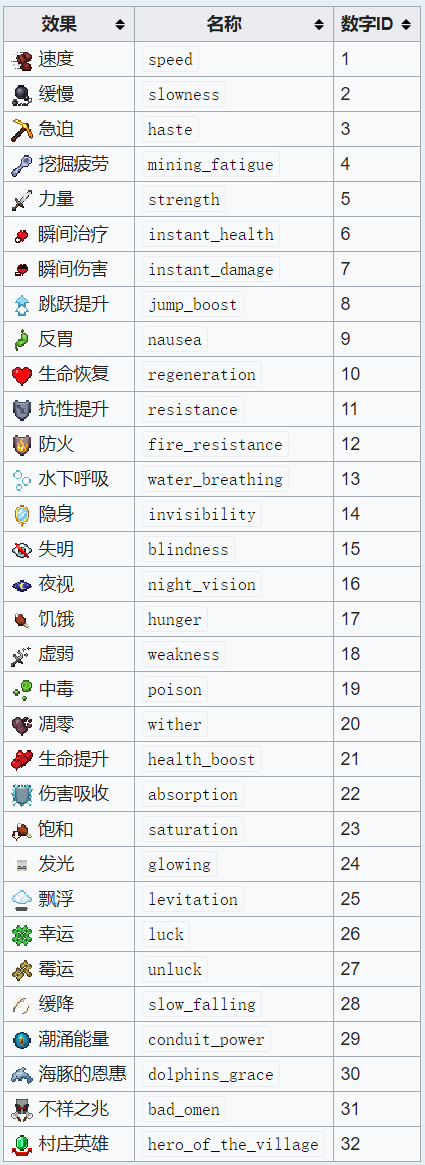 效果 名称 数字ID
速度 speed 1
缓慢 slowness 2
急迫 haste 3
挖掘疲劳 mining_fatigue 4
力量 strength 5
瞬间治疗 instant_health 6
瞬间伤害 instant_damage 7
跳跃提升 jump_boost 8
反胃 nausea 9
生命恢复 regeneration 10
抗性提升 resistance 11
防火 fire_resistance 12
水下呼吸 water_breathing 13
隐身 invisibility 14
失明 blindness 15
夜视 night_vision 16
饥饿 hunger 17
虚弱 weakness 18
中毒 poison 19
凋零 wither 20
生命提升 health_boost 21
伤害吸收 absorption 22
饱和 saturation 23
发光 glowing 24
飘浮 levitation 25
幸运 luck 26
霉运 unluck 27
缓降 slow_falling 28
潮涌能量 conduit_power 29
海豚的恩惠 dolphins_grace 30
不祥之兆 bad_omen 31
村庄英雄 hero_of_the_village 32